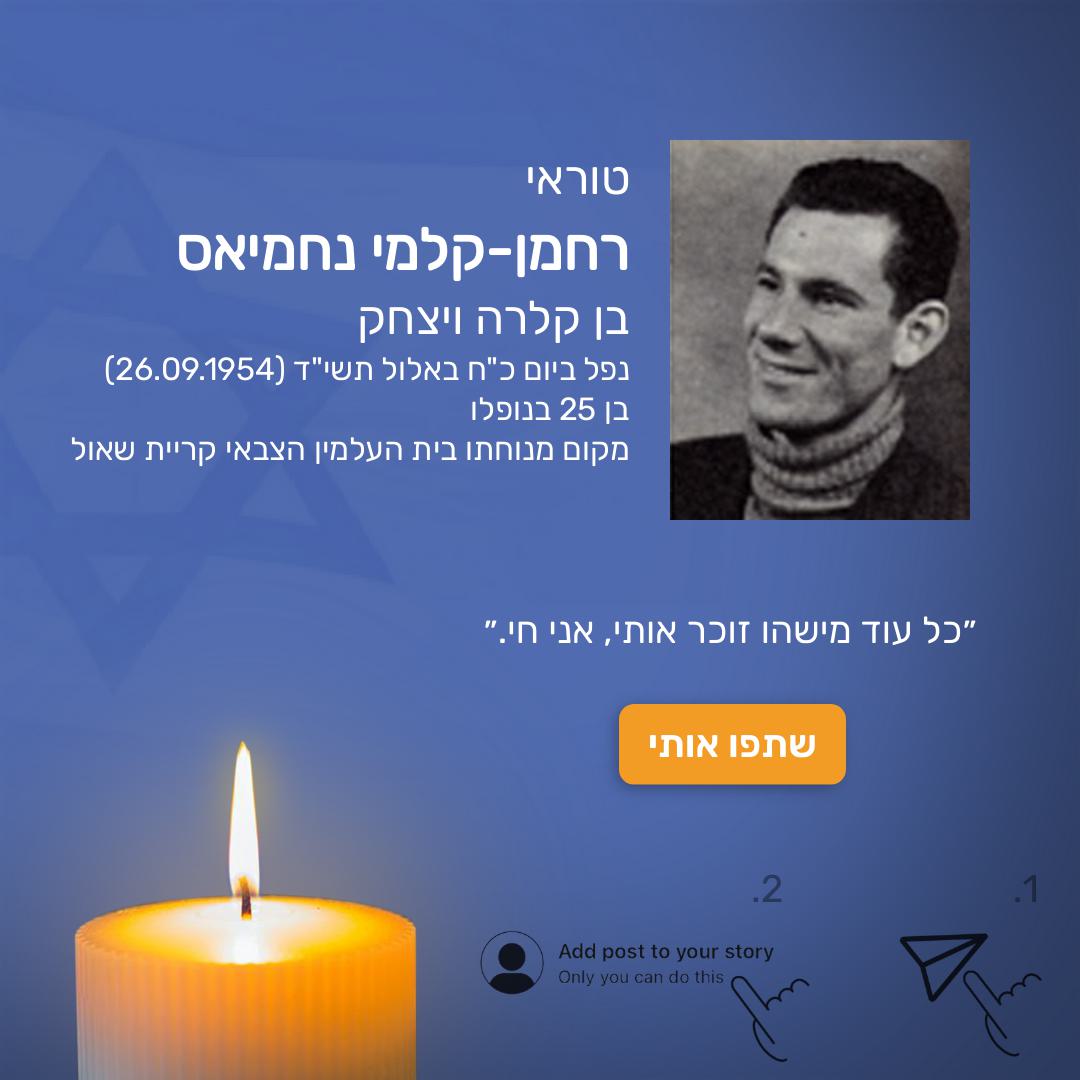 טוראי
רחמן-קלמי נחמיאס
בן קלרה ויצחק
נפל ביום כ"ח באלול תשי"ד (26.09.1954)
בן 25 בנופלו
מקום מנוחתו בית העלמין הצבאי קריית שאול
״כל עוד מישהו זוכר אותי, אני חי.״
שתפו אותי
1.
2.
Add post to your story
Only you can do this